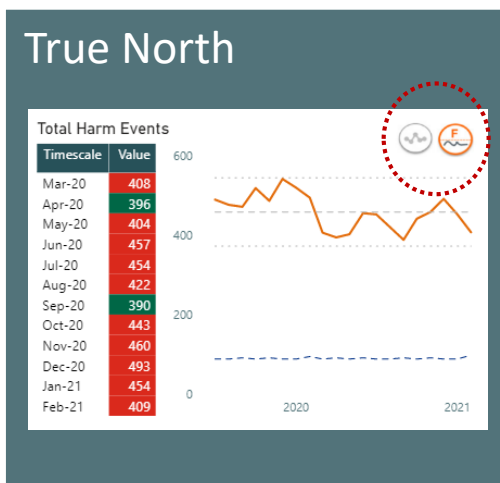 True North
Total Harm Events
F
Timescale Value
Mar-20 408
Apr-20 396
May-20 404
Jun-20 457
Jul-20 454
Aug-20 422
Sep-20 390
Oct-20 443
Nov-20 460
Dec-20 493
Jan-21 454
Feb-21 409
600
400
200
0
2020 2021